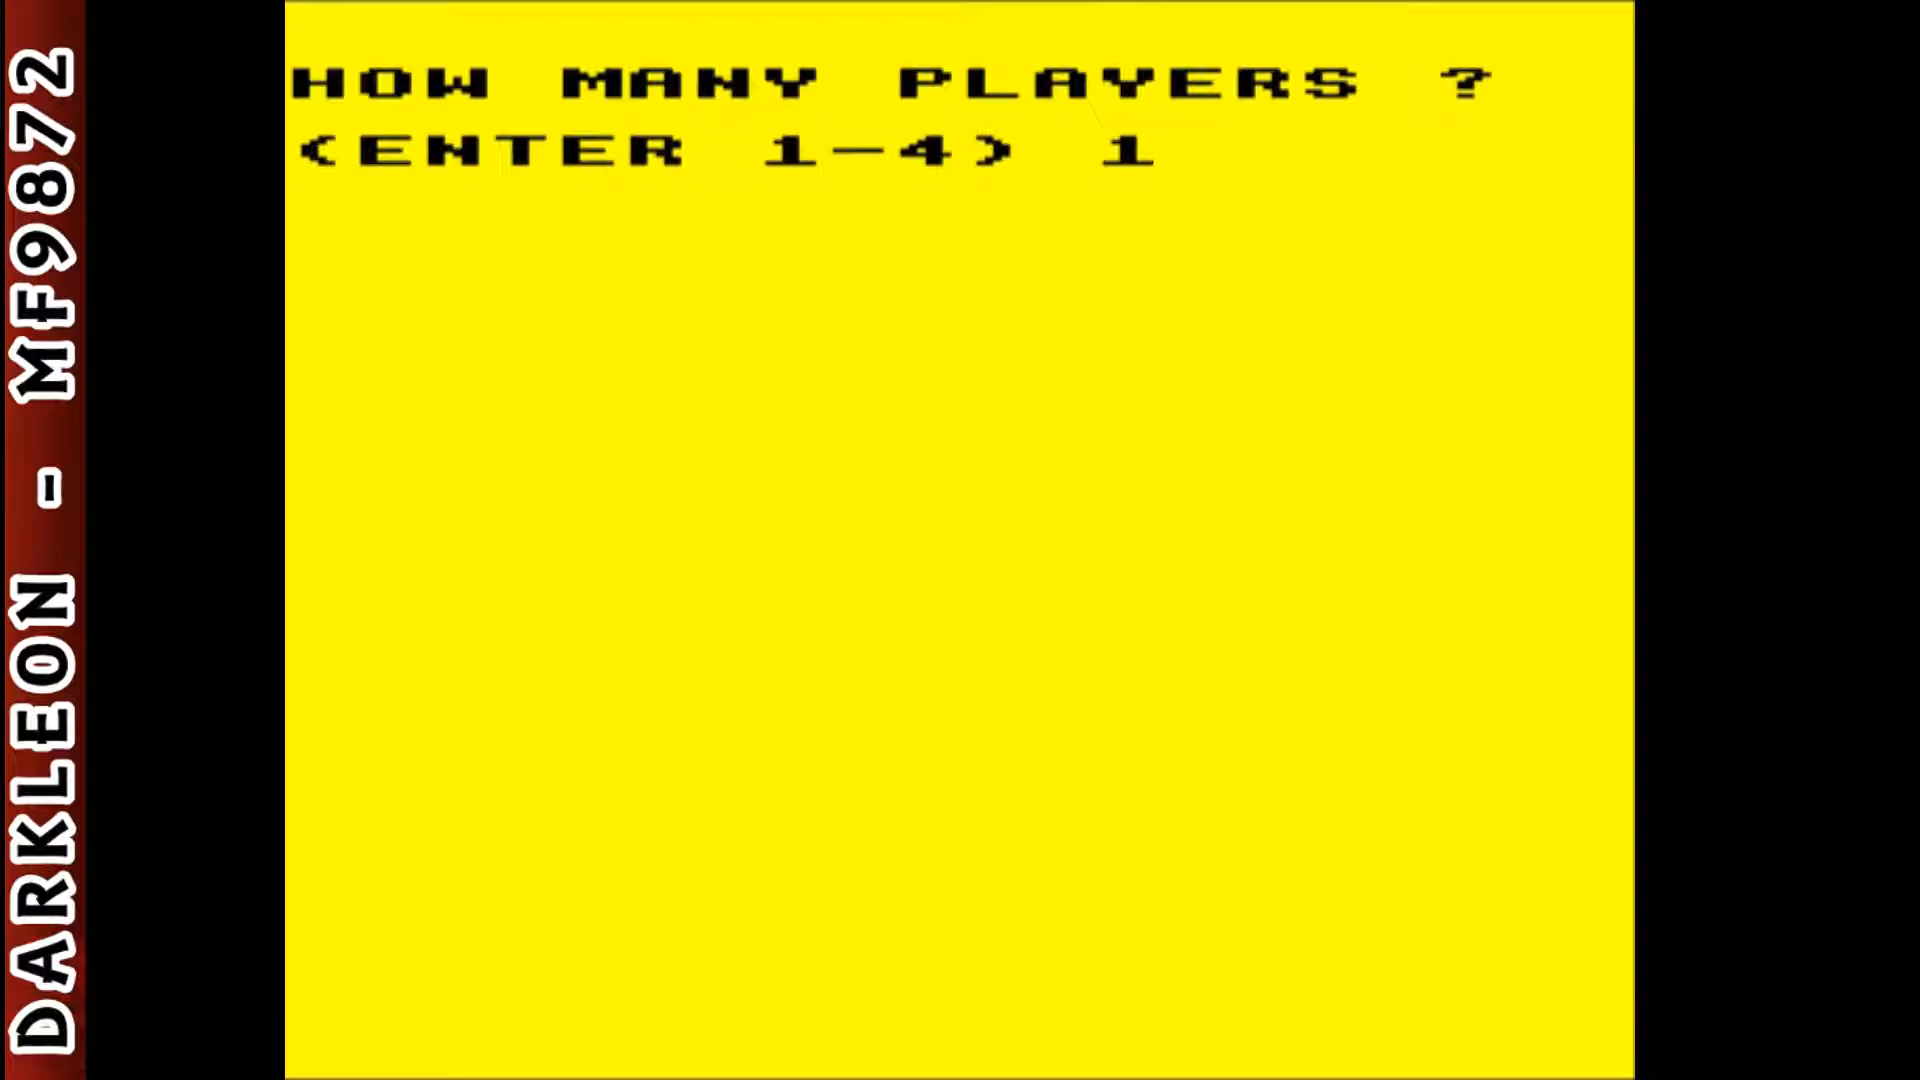 HOW MANY PLAYERS ?
(ENTER 1-4) 1
DARKLEON - MF9872